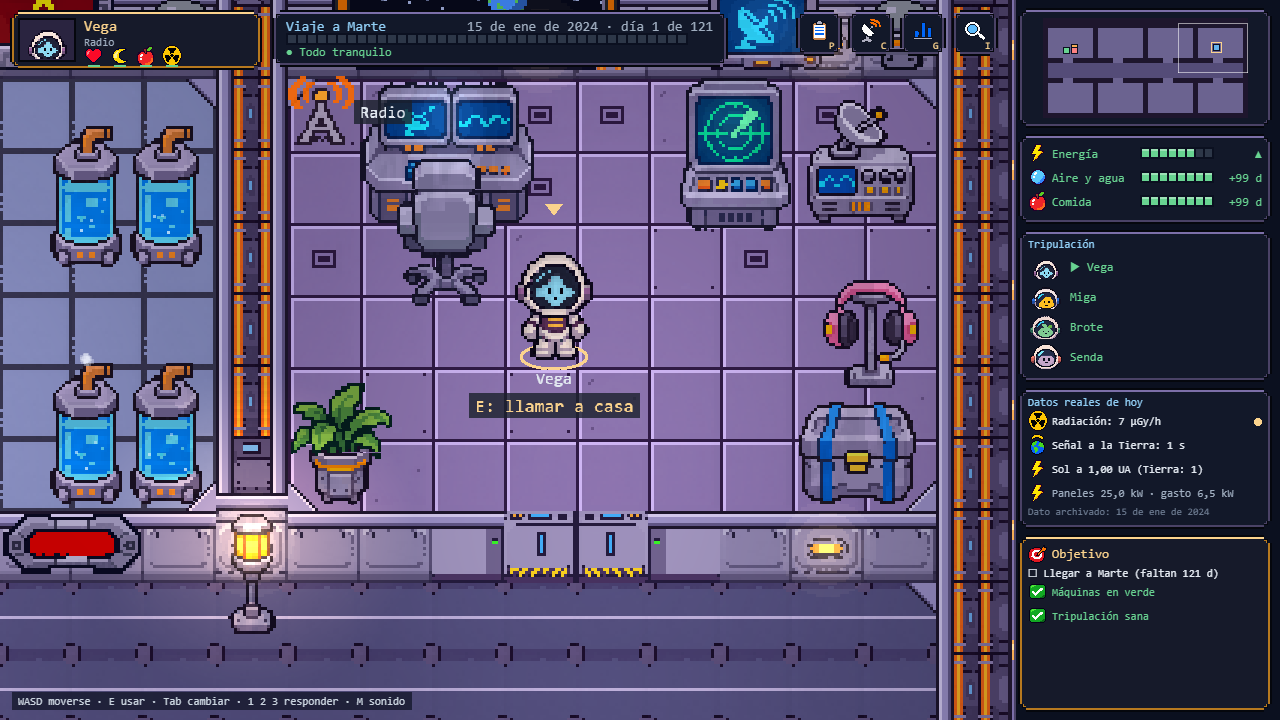 Vega
Radio
Viaje a Marte
15 de ene de 2024 · día 1 de 121
● Todo tranquilo
P
C
G
I
Radio
Vega
E: llamar a casa
WASD moverse · E usar · Tab cambiar · 1 2 3 responder · M sonido
Energía ▲
Aire y agua +99 d
Comida +99 d
Tripulación
▶ Vega
Miga
Brote
Senda
Datos reales de hoy
Radiación: 7 µGy/h
Señal a la Tierra: 1 s
Sol a 1,00 UA (Tierra: 1)
Paneles 25,0 kW · gasto 6,5 kW
Dato archivado: 15 de ene de 2024
Objetivo
☐ Llegar a Marte (faltan 121 d)
✅ Máquinas en verde
✅ Tripulación sana